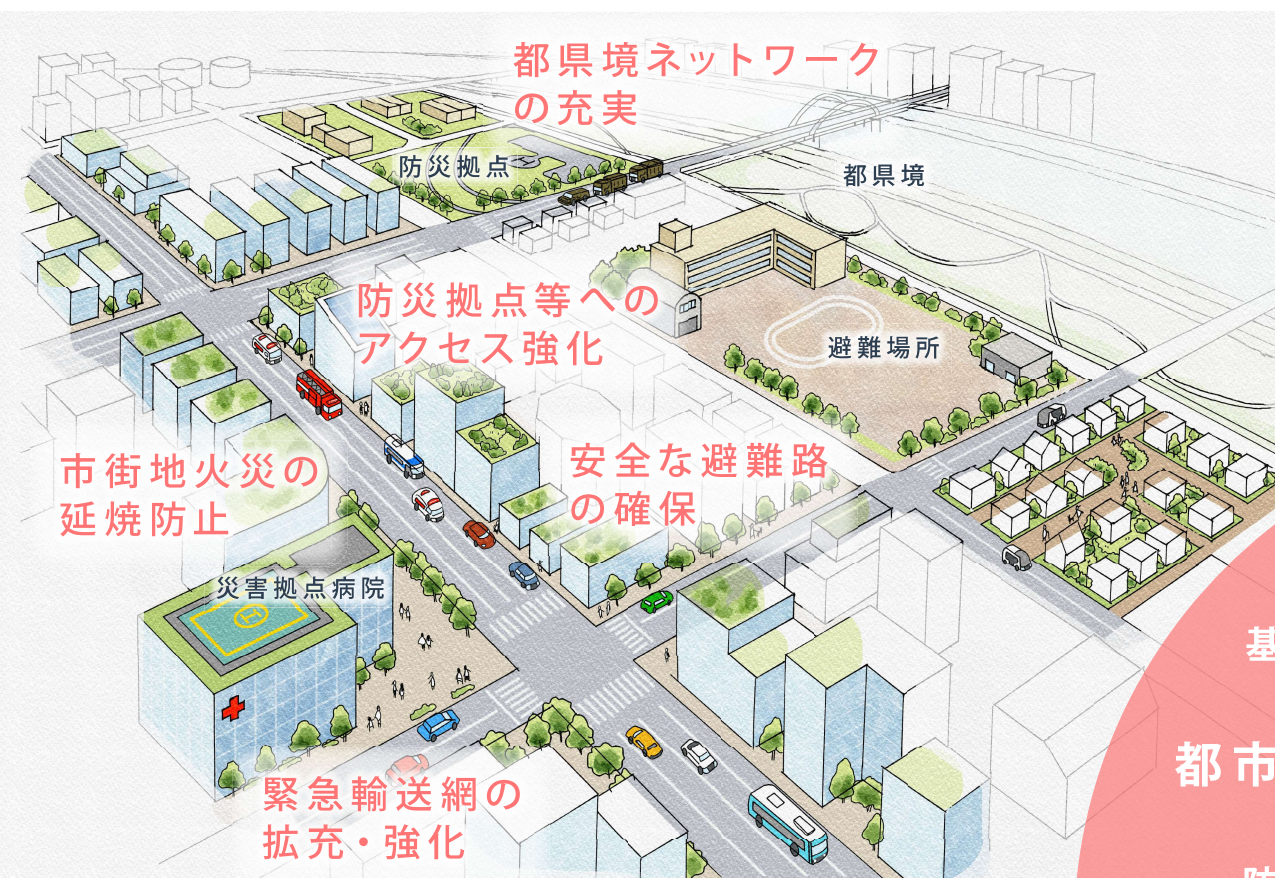 都県境ネットワーク
の充実
防災拠点
都県境
防災拠点等への
アクセス強化
避難場所
市街地火災の
延焼防止
安全な避難路
の確保
災害拠点病院
H
基
都市
緊急輸送網の
拡充・強化